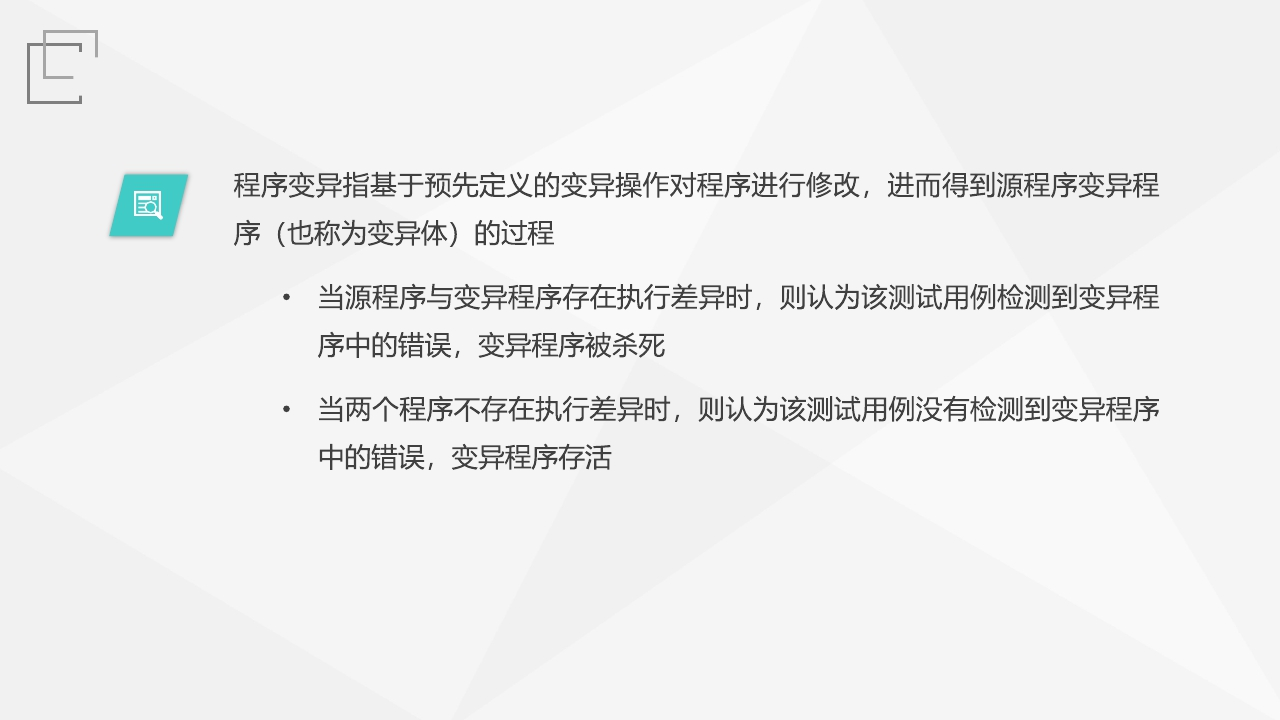 程序变异指基于预先定义的变异操作对程序进行修改，进而得到源程序变异程
序（也称为变异体）的过程
• 当源程序与变异程序存在执行差异时，则认为该测试用例检测到变异程
序中的错误，变异程序被杀死
• 当两个程序不存在执行差异时，则认为该测试用例没有检测到变异程序
中的错误，变异程序存活